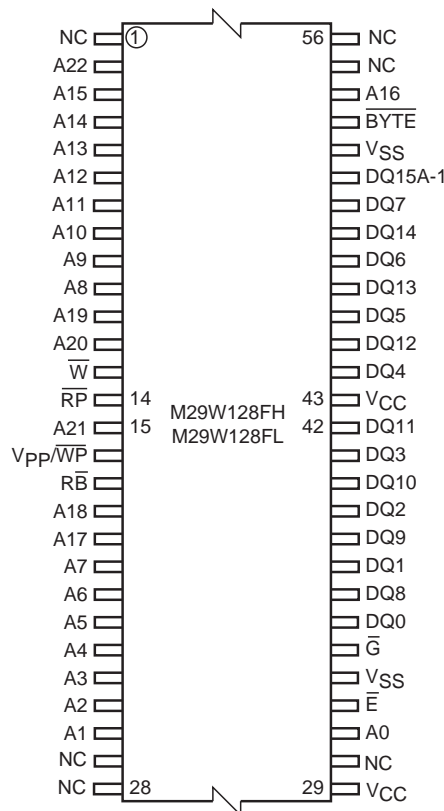 NC 1 56 NC
A22 NC
A15 A16
A14 B̅Y̅T̅E̅
A13 VSS
A12 DQ15A-1
A11 DQ7
A10 DQ14
A9 DQ6
A8 DQ13
A19 DQ5
A20 DQ12
W̅ DQ4
R̅P̅ 14 43 VCC
A21 15 M29W128FH 42 DQ11
VPP/W̅P̅ M29W128FL DQ3
RB̅ DQ10
A18 DQ2
A17 DQ9
A7 DQ1
A6 DQ8
A5 DQ0
A4 G̅
A3 VSS
A2 E̅
A1 A0
NC NC
NC 28 29 VCC